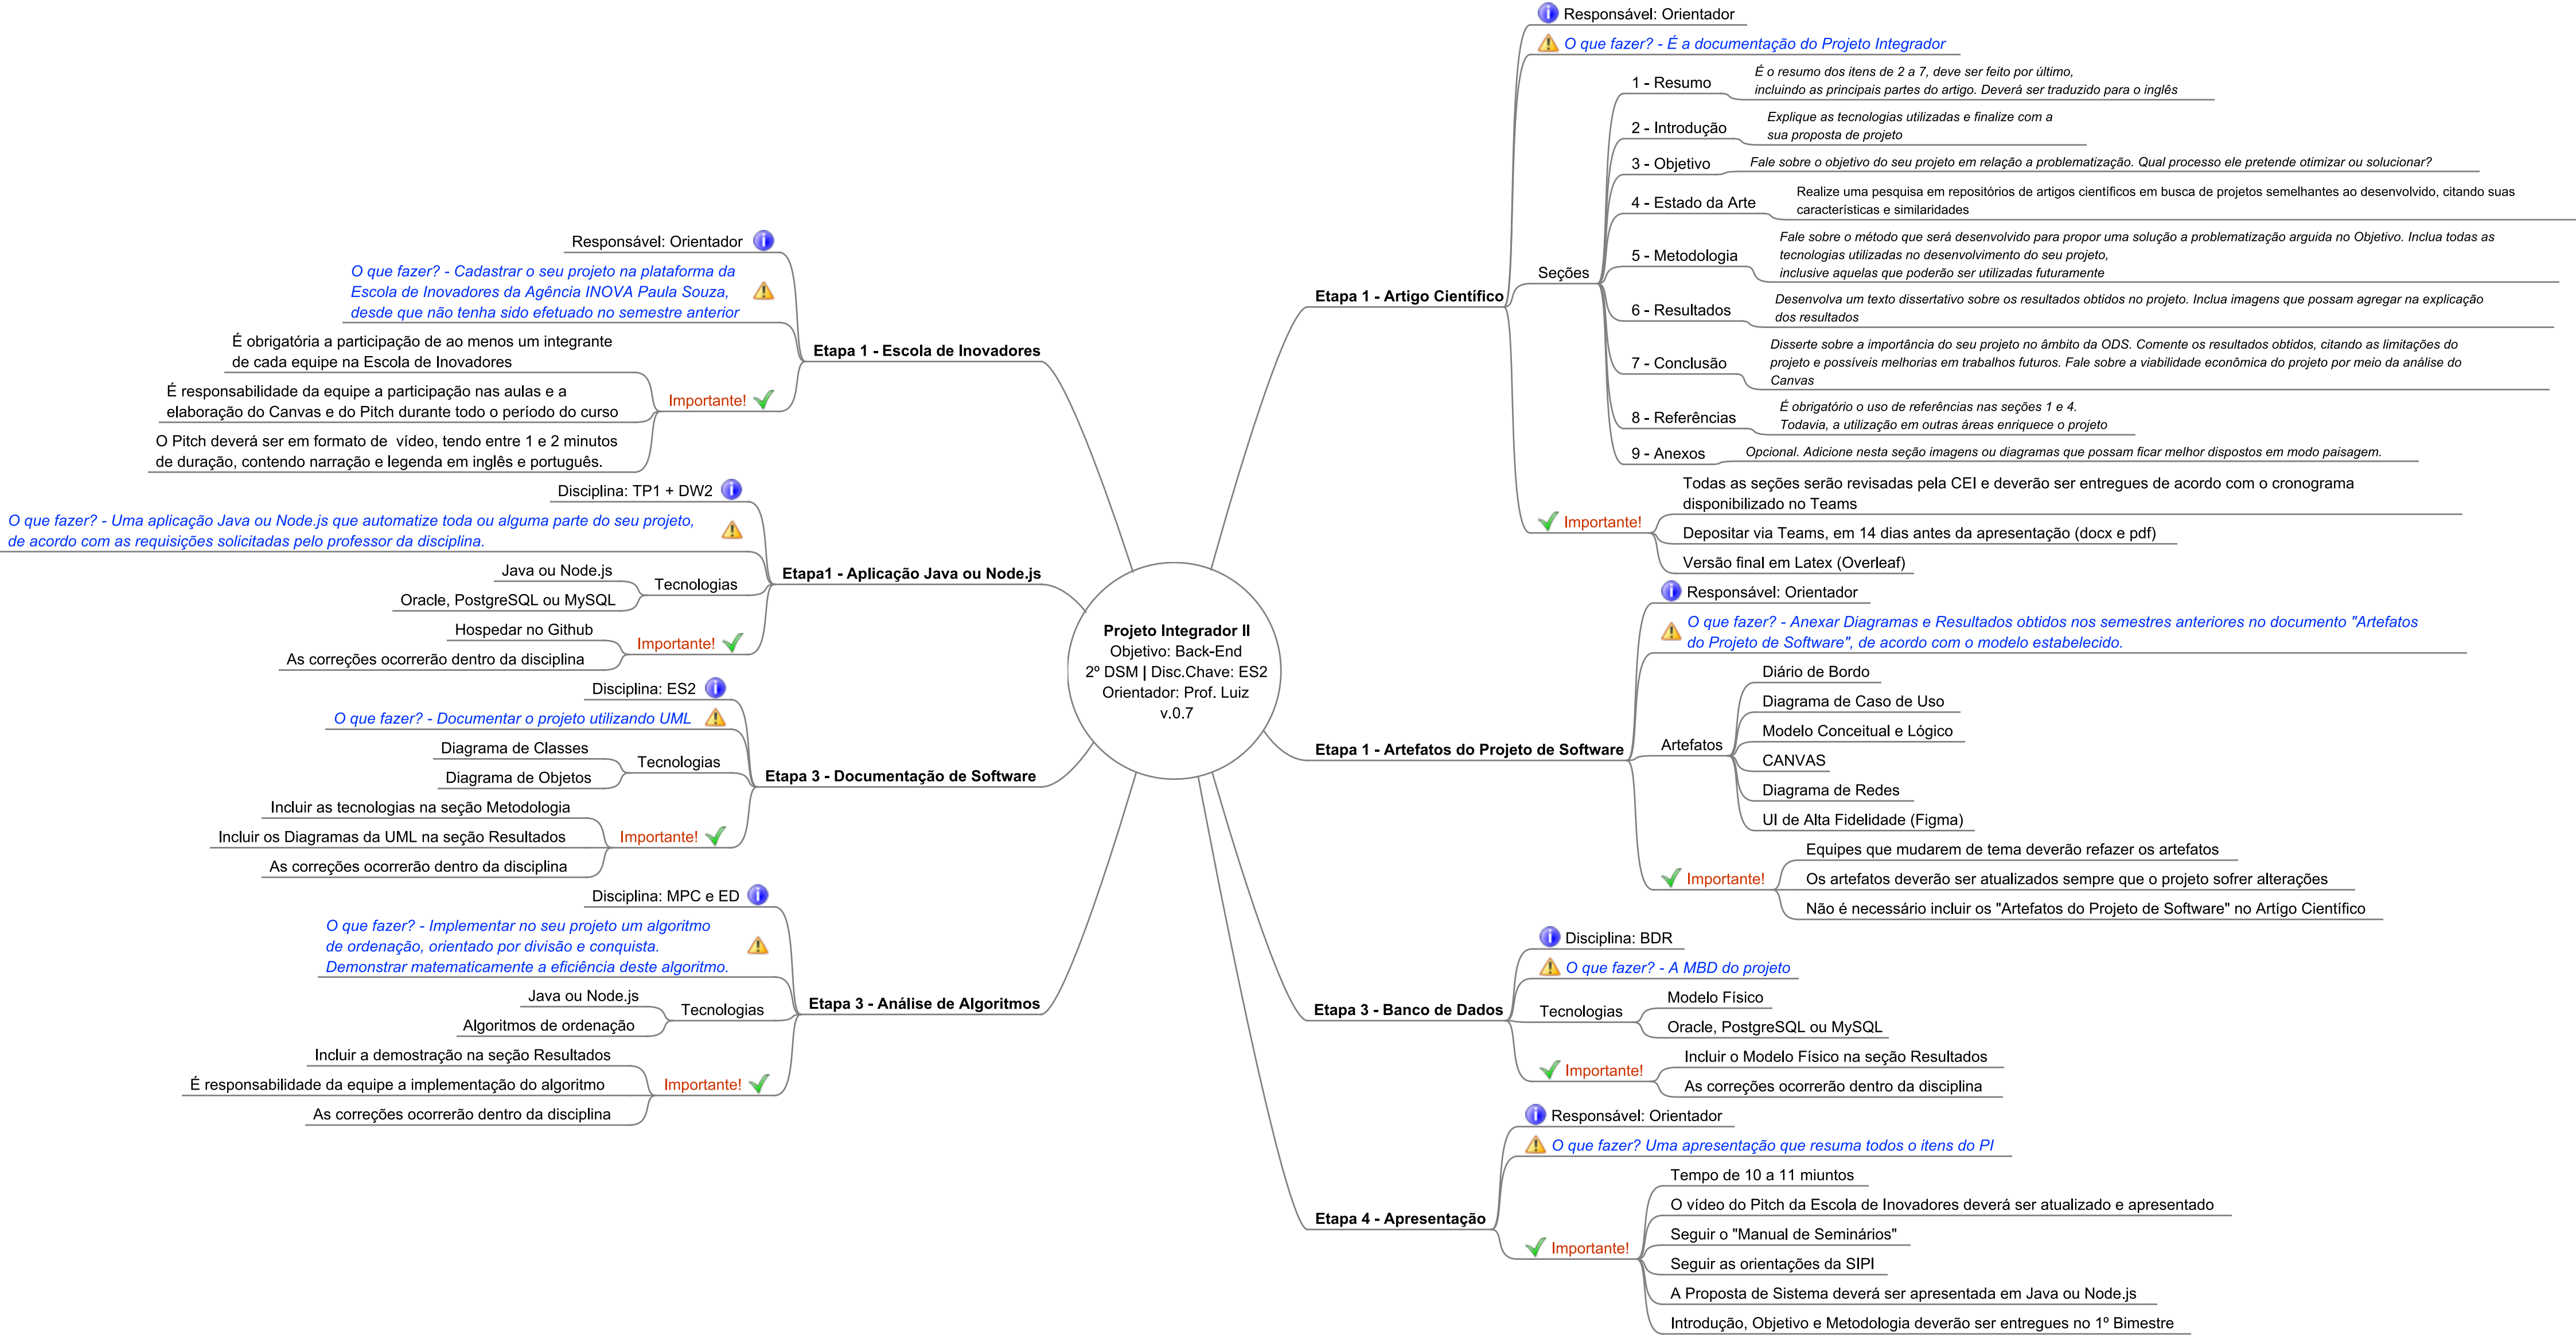 Projeto Integrador II
Objetivo: Back-End
2º DSM | Disc.Chave: ES2
Orientador: Prof. Luiz
v.0.7
Etapa 1 - Artigo Científico
Responsável: Orientador
O que fazer? - É a documentação do Projeto Integrador
Seções
1 - Resumo
É o resumo dos itens de 2 a 7, deve ser feito por último,
incluindo as principais partes do artigo. Deverá ser traduzido para o inglês
2 - Introdução
Explique as tecnologias utilizadas e finalize com a
sua proposta de projeto
3 - Objetivo
Fale sobre o objetivo do seu projeto em relação a problematização. Qual processo ele pretende otimizar ou solucionar?
4 - Estado da Arte
Realize uma pesquisa em repositórios de artigos científicos em busca de projetos semelhantes ao desenvolvido, citando suas
características e similaridades
5 - Metodologia
Fale sobre o método que será desenvolvido para propor uma solução a problematização arguida no Objetivo. Inclua todas as
tecnologias utilizadas no desenvolvimento do seu projeto,
inclusive aquelas que poderão ser utilizadas futuramente
6 - Resultados
Desenvolva um texto dissertativo sobre os resultados obtidos no projeto. Inclua imagens que possam agregar na explicação
dos resultados
7 - Conclusão
Disserte sobre a importância do seu projeto no âmbito da ODS. Comente os resultados obtidos, citando as limitações do
projeto e possíveis melhorias em trabalhos futuros. Fale sobre a viabilidade econômica do projeto por meio da análise do
Canvas
8 - Referências
É obrigatório o uso de referências nas seções 1 e 4.
Todavia, a utilização em outras áreas enriquece o projeto
9 - Anexos
Opcional. Adicione nesta seção imagens ou diagramas que possam ficar melhor dispostos em modo paisagem.
Importante!
Todas as seções serão revisadas pela CEI e deverão ser entregues de acordo com o cronograma
disponibilizado no Teams
Depositar via Teams, em 14 dias antes da apresentação (docx e pdf)
Versão final em Latex (Overleaf)
Etapa 1 - Artefatos do Projeto de Software
Responsável: Orientador
O que fazer? - Anexar Diagramas e Resultados obtidos nos semestres anteriores no documento "Artefatos
do Projeto de Software", de acordo com o modelo estabelecido.
Artefatos
Diário de Bordo
Diagrama de Caso de Uso
Modelo Conceitual e Lógico
CANVAS
Diagrama de Redes
UI de Alta Fidelidade (Figma)
Importante!
Equipes que mudarem de tema deverão refazer os artefatos
Os artefatos deverão ser atualizados sempre que o projeto sofrer alterações
Não é necessário incluir os "Artefatos do Projeto de Software" no Artígo Científico
Etapa 3 - Banco de Dados
Disciplina: BDR
O que fazer? - A MBD do projeto
Tecnologias
Modelo Físico
Oracle, PostgreSQL ou MySQL
Importante!
Incluir o Modelo Físico na seção Resultados
As correções ocorrerão dentro da disciplina
Etapa 4 - Apresentação
Responsável: Orientador
O que fazer? Uma apresentação que resuma todos o itens do PI
Importante!
Tempo de 10 a 11 miuntos
O vídeo do Pitch da Escola de Inovadores deverá ser atualizado e apresentado
Seguir o "Manual de Seminários"
Seguir as orientações da SIPI
A Proposta de Sistema deverá ser apresentada em Java ou Node.js
Introdução, Objetivo e Metodologia deverão ser entregues no 1º Bimestre
Etapa 1 - Escola de Inovadores
Responsável: Orientador
O que fazer? - Cadastrar o seu projeto na plataforma da
Escola de Inovadores da Agência INOVA Paula Souza,
desde que não tenha sido efetuado no semestre anterior
Importante!
É obrigatória a participação de ao menos um integrante
de cada equipe na Escola de Inovadores
É responsabilidade da equipe a participação nas aulas e a
elaboração do Canvas e do Pitch durante todo o período do curso
O Pitch deverá ser em formato de vídeo, tendo entre 1 e 2 minutos
de duração, contendo narração e legenda em inglês e português.
Etapa1 - Aplicação Java ou Node.js
Disciplina: TP1 + DW2
O que fazer? - Uma aplicação Java ou Node.js que automatize toda ou alguma parte do seu projeto,
de acordo com as requisições solicitadas pelo professor da disciplina.
Tecnologias
Java ou Node.js
Oracle, PostgreSQL ou MySQL
Importante!
Hospedar no Github
As correções ocorrerão dentro da disciplina
Etapa 3 - Documentação de Software
Disciplina: ES2
O que fazer? - Documentar o projeto utilizando UML
Tecnologias
Diagrama de Classes
Diagrama de Objetos
Importante!
Incluir as tecnologias na seção Metodologia
Incluir os Diagramas da UML na seção Resultados
As correções ocorrerão dentro da disciplina
Etapa 3 - Análise de Algoritmos
Disciplina: MPC e ED
O que fazer? - Implementar no seu projeto um algoritmo
de ordenação, orientado por divisão e conquista.
Demonstrar matematicamente a eficiência deste algoritmo.
Tecnologias
Java ou Node.js
Algoritmos de ordenação
Importante!
Incluir a demostração na seção Resultados
É responsabilidade da equipe a implementação do algoritmo
As correções ocorrerão dentro da disciplina